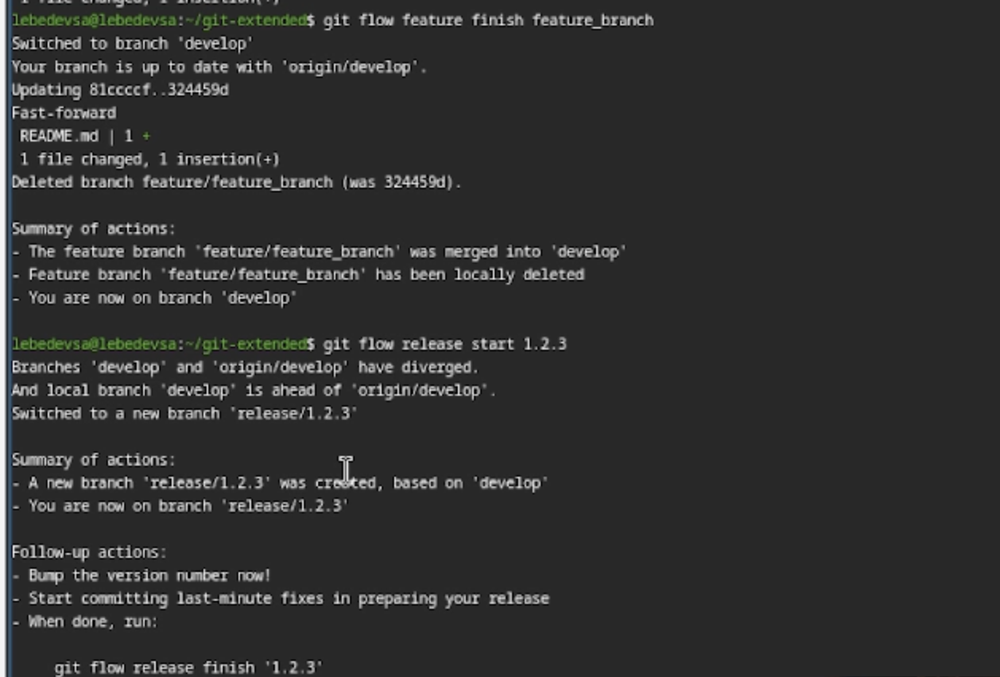 1 file changed, 1 insertion(+)
lebedevsa@lebedevsa:~/git-extended$ git flow feature finish feature_branch
Switched to branch 'develop'
Your branch is up to date with 'origin/develop'.
Updating 81ccccf..324459d
Fast-forward
README.md | 1 +
1 file changed, 1 insertion(+)
Deleted branch feature/feature_branch (was 324459d).
Summary of actions:
- The feature branch 'feature/feature_branch' was merged into 'develop'
- Feature branch 'feature/feature_branch' has been locally deleted
- You are now on branch 'develop'
lebedevsa@lebedevsa:~/git-extended$ git flow release start 1.2.3
Branches 'develop' and 'origin/develop' have diverged.
And local branch 'develop' is ahead of 'origin/develop'.
Switched to a new branch 'release/1.2.3'
Summary of actions:
- A new branch 'release/1.2.3' was created, based on 'develop'
- You are now on branch 'release/1.2.3'
Follow-up actions:
- Bump the version number now!
- Start committing last-minute fixes in preparing your release
- When done, run:
git flow release finish '1.2.3'